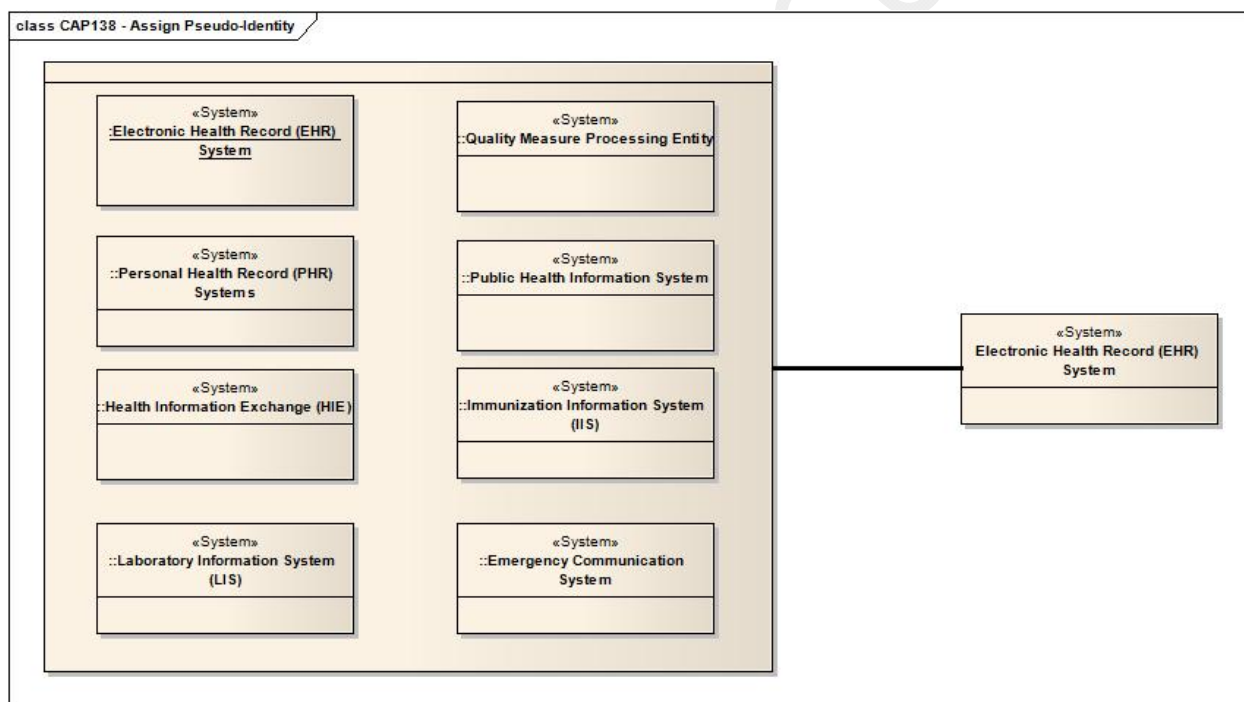 class CAP138 - Assign Pseudo-Identity
«System»
:Electronic Health Record (EHR)
System
«System»
::Quality Measure Processing Entity
«System»
::Personal Health Record (PHR)
Systems
«System»
::Public Health Information System
«System»
::Health Information Exchange (HIE)
«System»
::Immunization Information System
(IIS)
«System»
::Laboratory Information System
(LIS)
«System»
::Emergency Communication
System
«System»
Electronic Health Record (EHR)
System